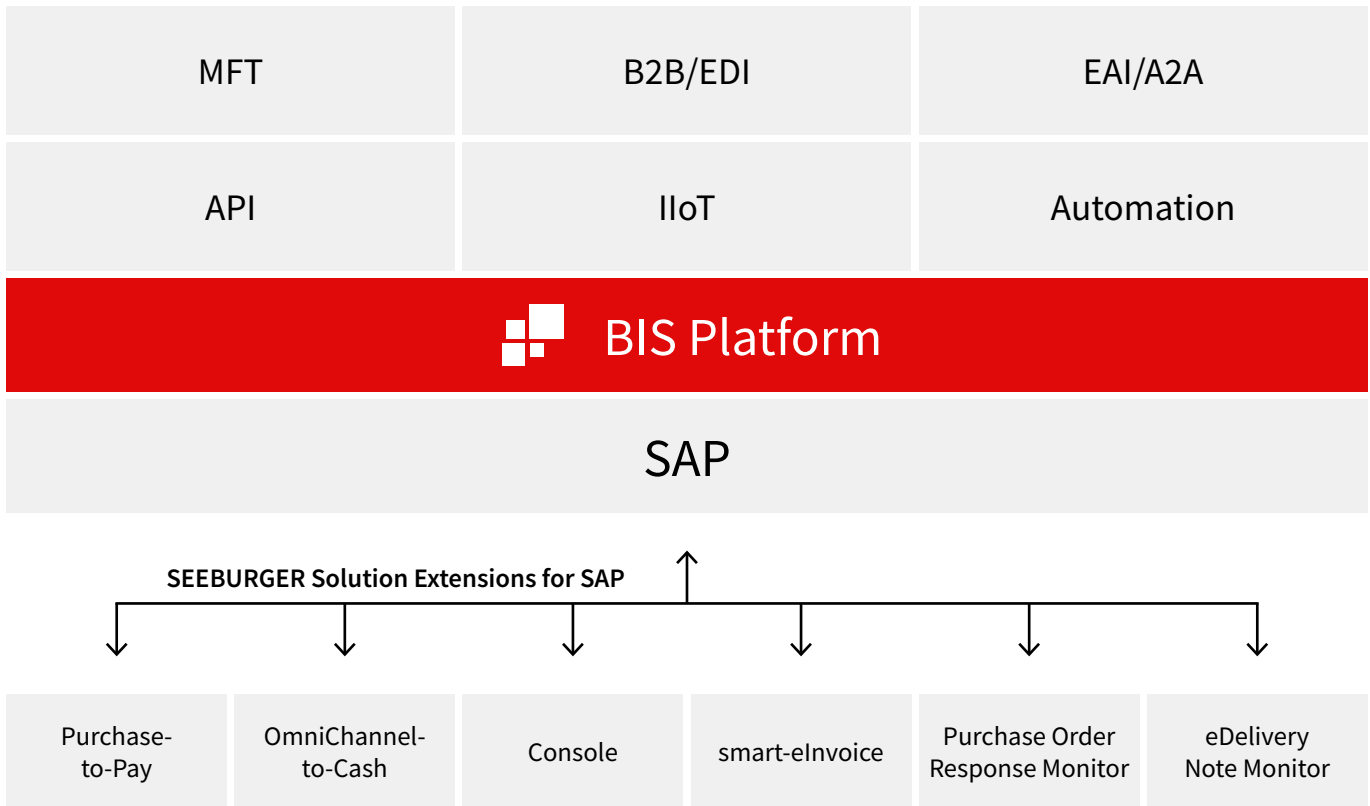 MFT
B2B/EDI
EAI/A2A
API
IIoT
Automation
BIS Platform
SAP
SEEBURGER Solution Extensions for SAP
Purchase-
to-Pay
OmniChannel-
to-Cash
Console
smart-eInvoice
Purchase Order
Response Monitor
eDelivery
Note Monitor